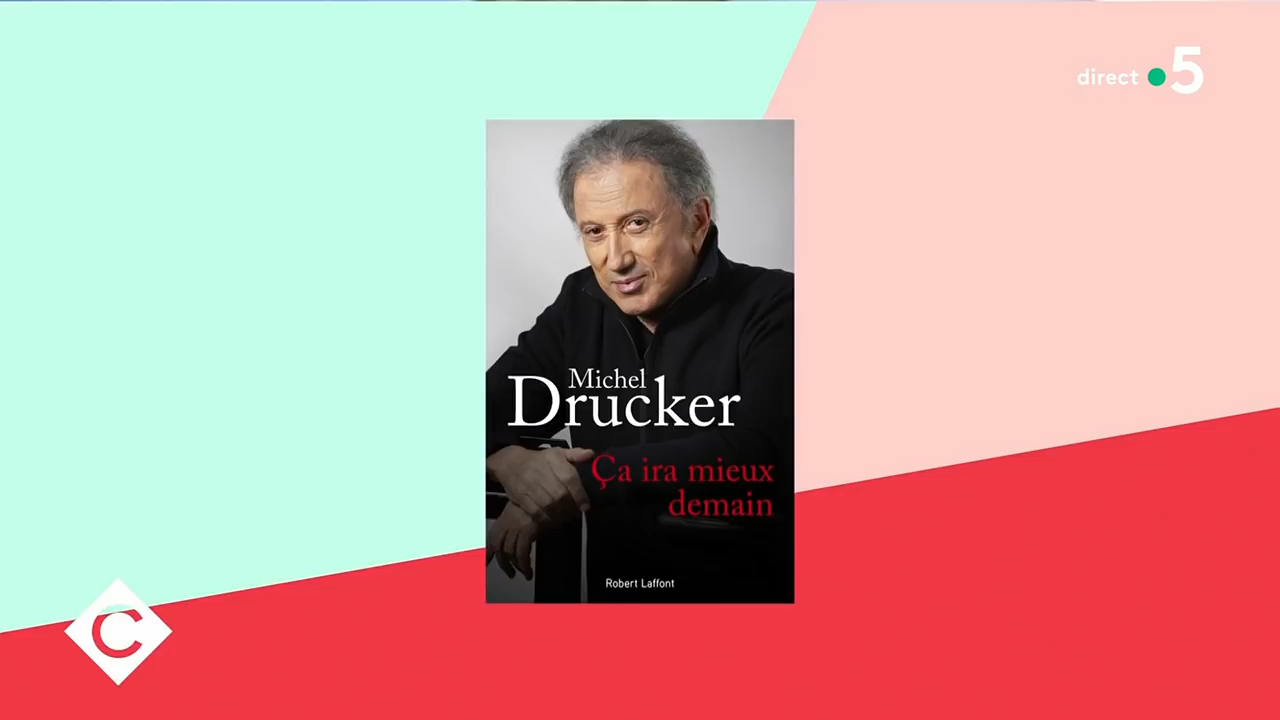 direct 5
Michel
Drucker
Ça ira mieux
demain
Robert Laffont
C